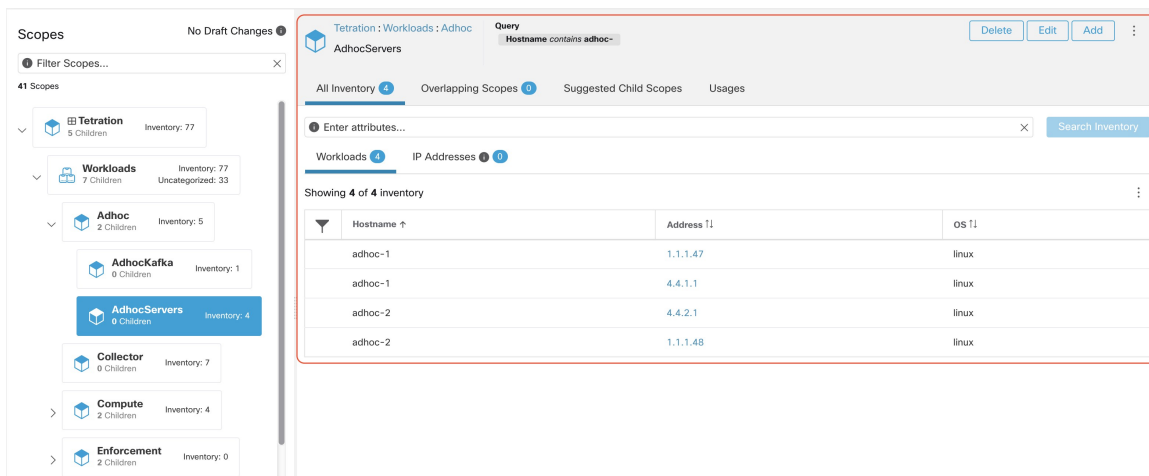 Scopes
No Draft Changes
Filter Scopes...
41 Scopes
Tetration
5 Children
Inventory: 77
Workloads
7 Children
Inventory: 77
Uncategorized: 33
Adhoc
2 Children
Inventory: 5
AdhocKafka
0 Children
Inventory: 1
AdhocServers
0 Children
Inventory: 4
Collector
0 Children
Inventory: 7
Compute
2 Children
Inventory: 4
Enforcement
2 Children
Inventory: 0
Tetration : Workloads : Adhoc
AdhocServers
Query
Hostname contains adhoc-
Delete Edit Add
All Inventory 4 Overlapping Scopes 0 Suggested Child Scopes Usages
Enter attributes...
Search Inventory
Workloads 4 IP Addresses 0
Showing 4 of 4 inventory
Hostname ↑ Address ↑↓ OS ↑↓
adhoc-1 1.1.1.47 linux
adhoc-1 4.4.1.1 linux
adhoc-2 4.4.2.1 linux
adhoc-2 1.1.1.48 linux